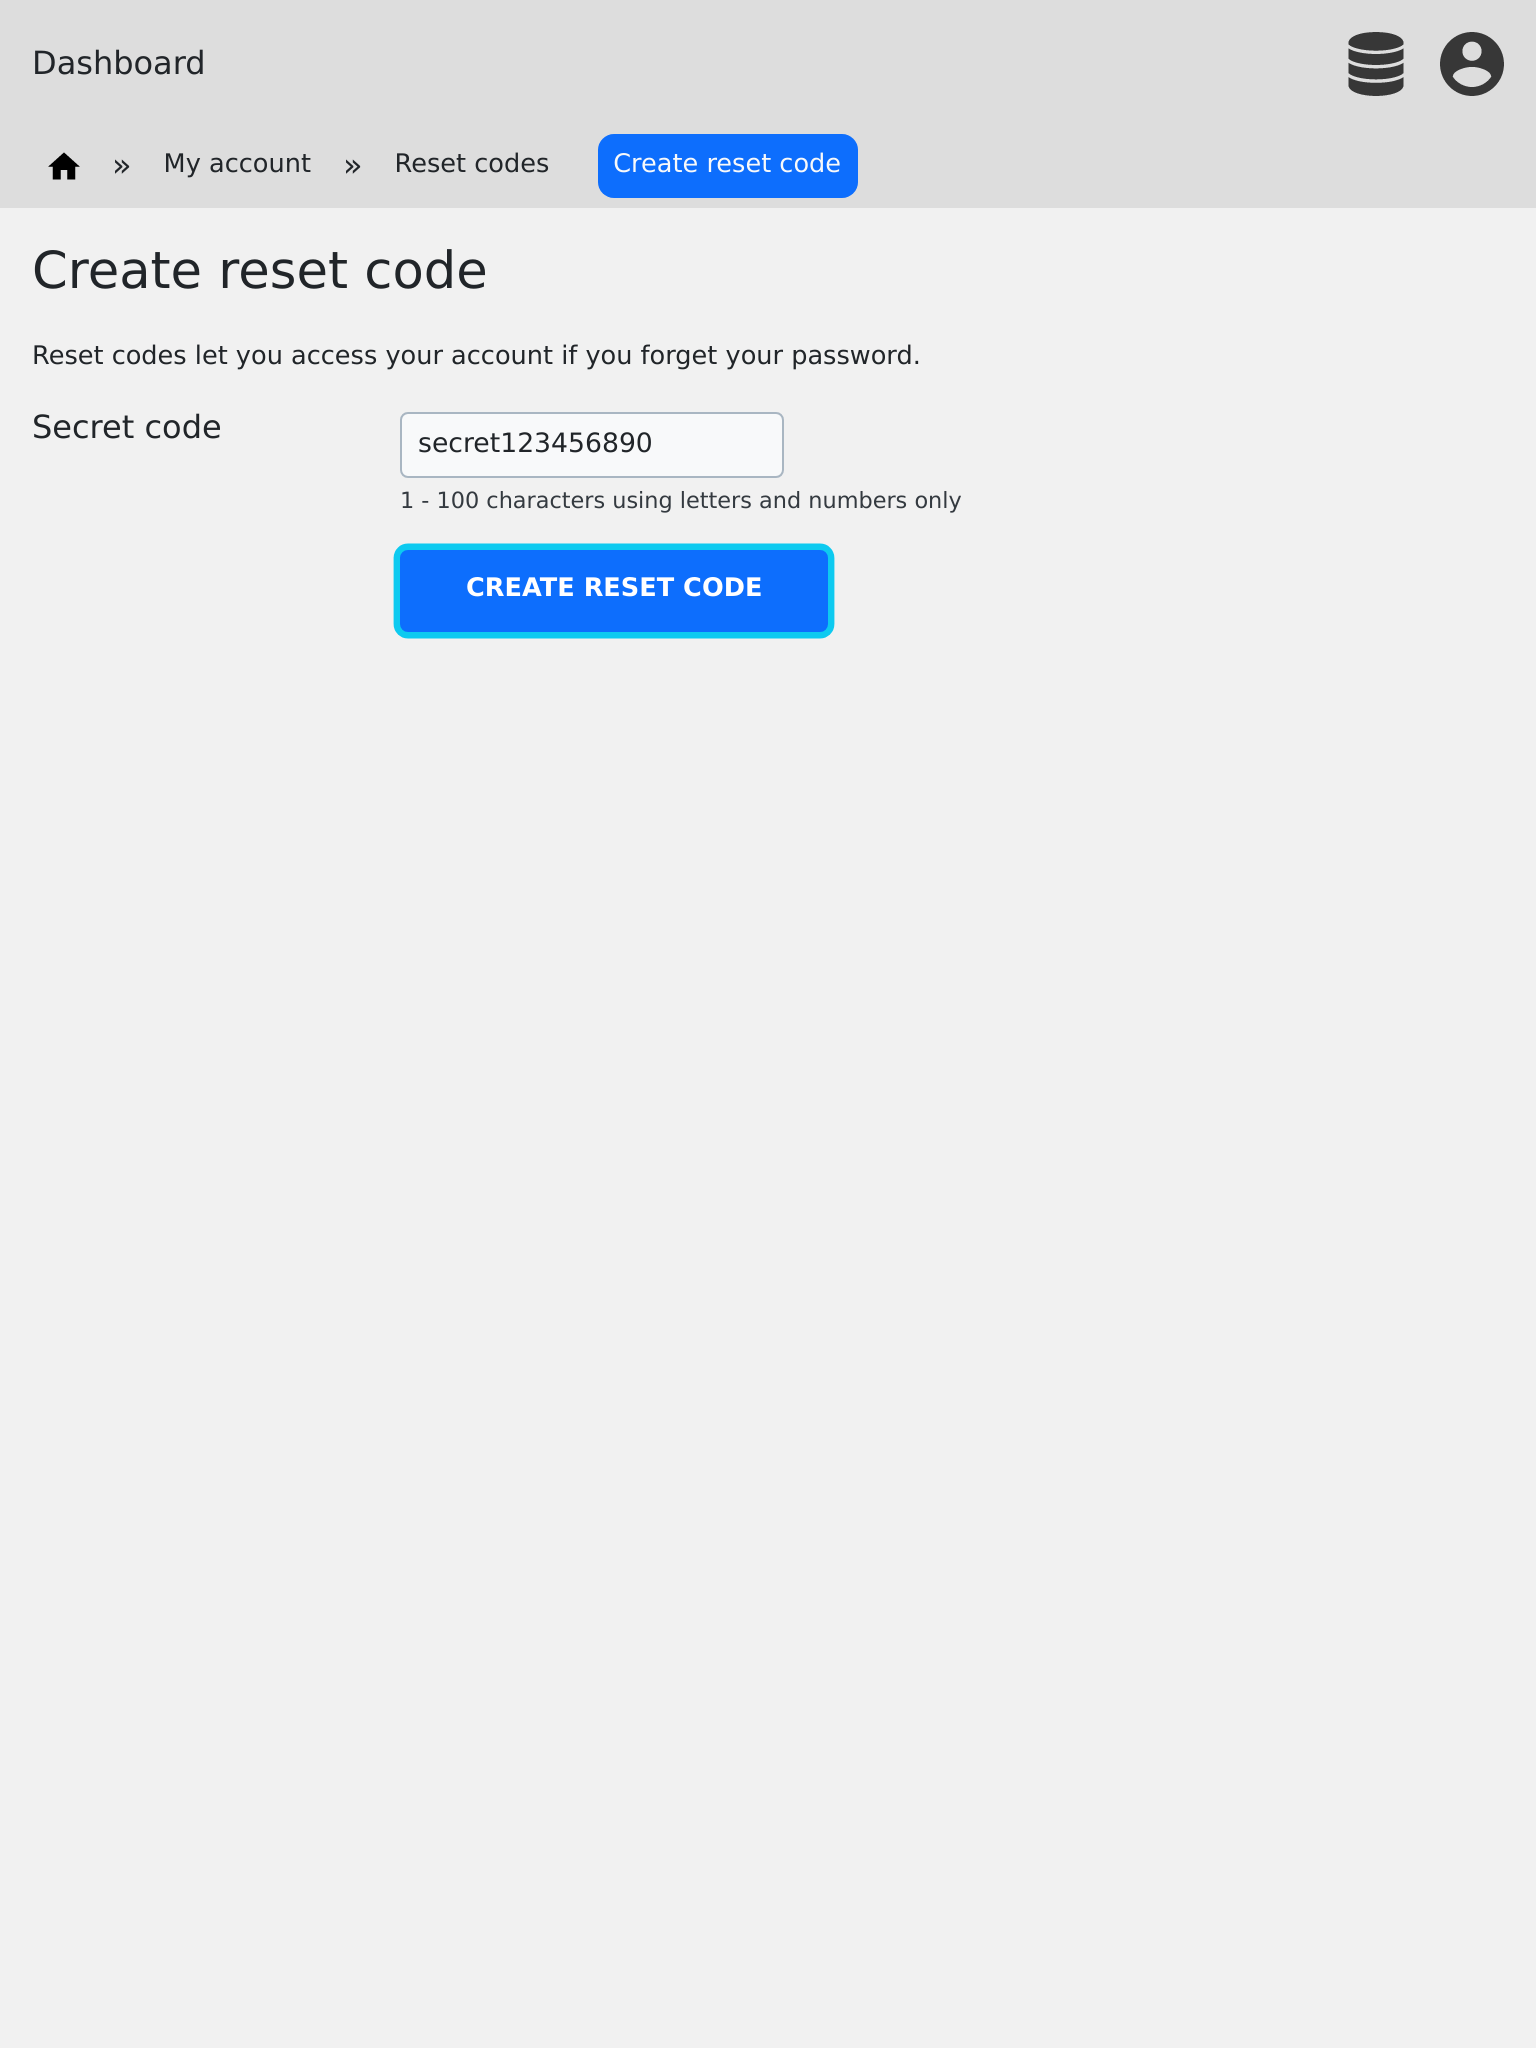 Dashboard
» My account » Reset codes Create reset code
Create reset code
Reset codes let you access your account if you forget your password.
Secret code
secret123456890
1 - 100 characters using letters and numbers only
CREATE RESET CODE